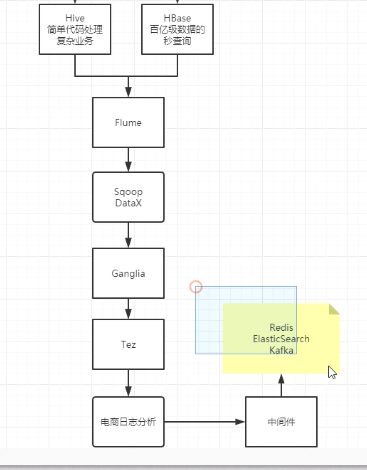 Hive
简单代码处理
复杂业务
HBase
百亿级数据的
秒查询
Flume
Sqoop
DataX
Ganglia
Tez
Redis
ElasticSearch
Kafka
电商日志分析
中间件